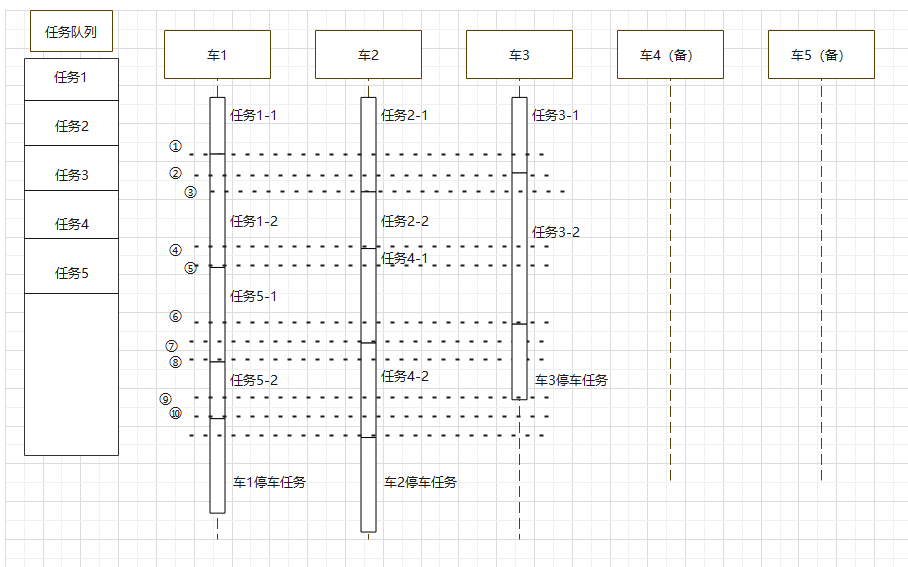 任务队列
车1
车2
车3
车4（备）
车5（备）
任务1
任务2
任务3
任务4
任务5
任务1-1
任务2-1
任务3-1
①
②
③
任务1-2
任务2-2
任务3-2
④
任务4-1
⑤
任务5-1
⑥
⑦
⑧
任务5-2
任务4-2
车3停车任务
⑨
⑩
车1停车任务
车2停车任务